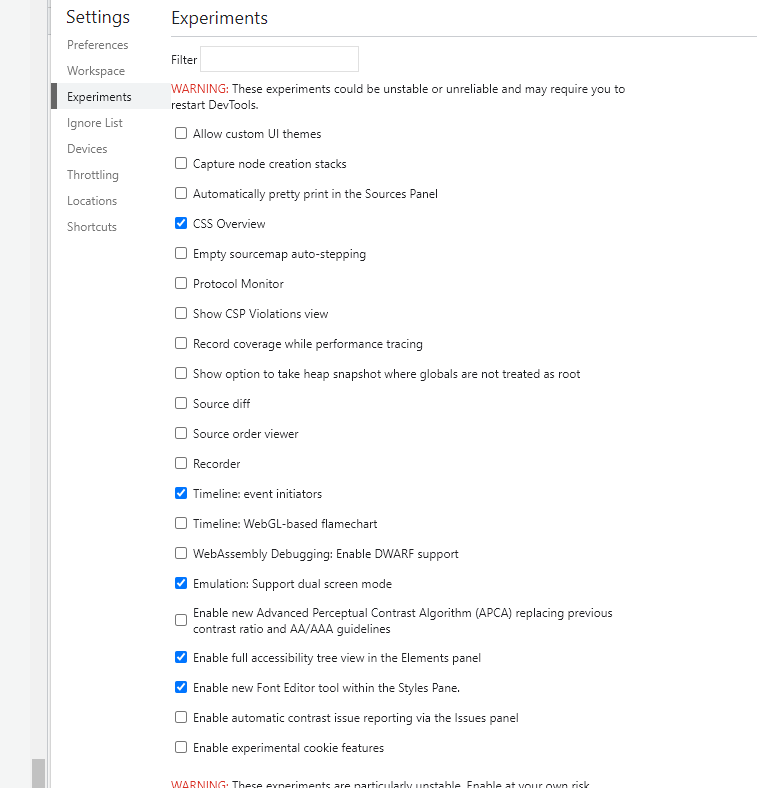 Settings
Preferences
Workspace
Experiments
Ignore List
Devices
Throttling
Locations
Shortcuts
Experiments
Filter
WARNING: These experiments could be unstable or unreliable and may require you to
restart DevTools.
Allow custom UI themes
Capture node creation stacks
Automatically pretty print in the Sources Panel
CSS Overview
Empty sourcemap auto-stepping
Protocol Monitor
Show CSP Violations view
Record coverage while performance tracing
Show option to take heap snapshot where globals are not treated as root
Source diff
Source order viewer
Recorder
Timeline: event initiators
Timeline: WebGL-based flamechart
WebAssembly Debugging: Enable DWARF support
Emulation: Support dual screen mode
Enable new Advanced Perceptual Contrast Algorithm (APCA) replacing previous
contrast ratio and AA/AAA guidelines
Enable full accessibility tree view in the Elements panel
Enable new Font Editor tool within the Styles Pane.
Enable automatic contrast issue reporting via the Issues panel
Enable experimental cookie features
WARNING: These experiments are particularly unstable. Enable at your own risk.